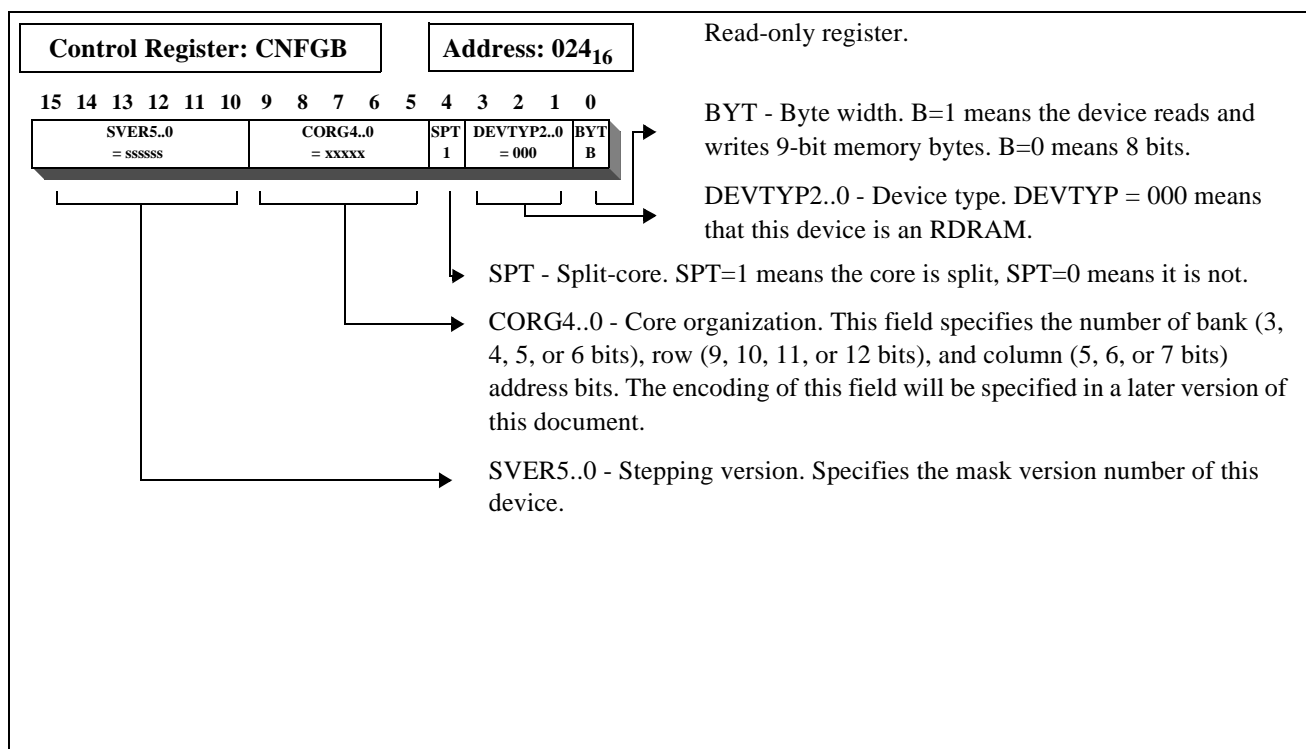 Control Register: CNFGB
Address: 024₁₆
Read-only register.
15 14 13 12 11 10 9 8 7 6 5 4 3 2 1 0
SVER5..0 CORG4..0 SPT DEVTYP2..0 BYT
= ssssss = xxxxx 1 = 000 B
BYT - Byte width. B=1 means the device reads and
writes 9-bit memory bytes. B=0 means 8 bits.
DEVTYP2..0 - Device type. DEVTYP = 000 means
that this device is an RDRAM.
SPT - Split-core. SPT=1 means the core is split, SPT=0 means it is not.
CORG4..0 - Core organization. This field specifies the number of bank (3,
4, 5, or 6 bits), row (9, 10, 11, or 12 bits), and column (5, 6, or 7 bits)
address bits. The encoding of this field will be specified in a later version of
this document.
SVER5..0 - Stepping version. Specifies the mask version number of this
device.